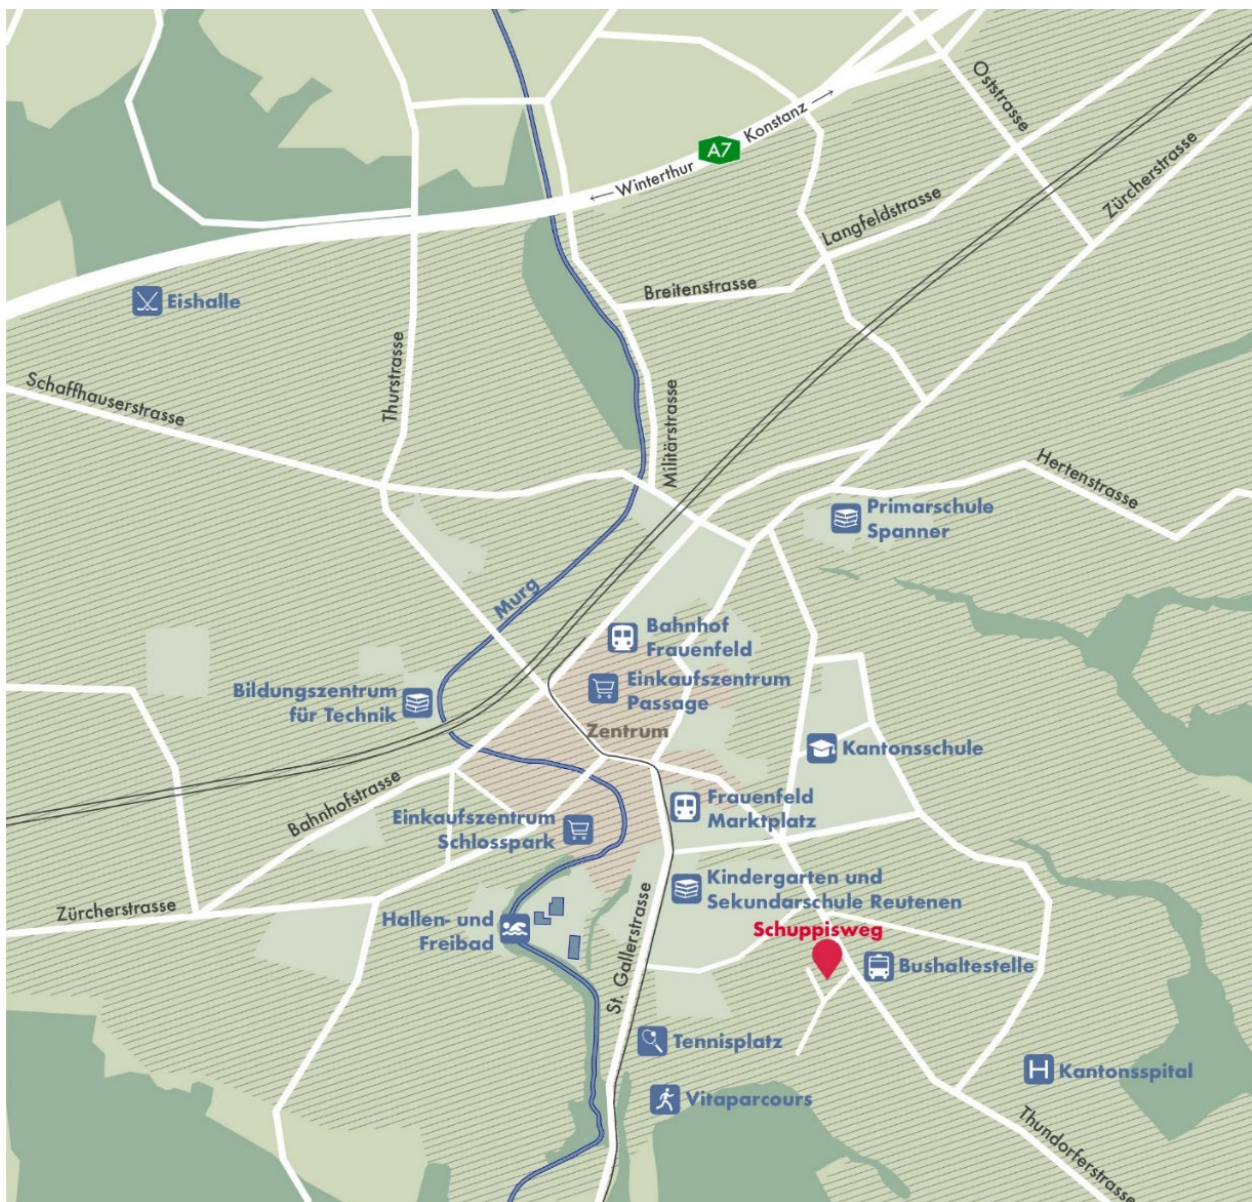 Oststrasse
Konstanz →
A7
← Winterthur
Zürcherstrasse
Langfeldstrasse
Breitenstrasse
Eishalle
Thurstrasse
Schaffhauserstrasse
Militärstrasse
Hertenstrasse
Primarschule
Spanner
Murg
Bahnhof
Frauenfeld
Einkaufszentrum
Passage
Bildungszentrum
für Technik
Zentrum
Kantonsschule
Bahnhofstrasse
Frauenfeld
Marktplatz
Einkaufszentrum
Schlosspark
Kindergarten und
Sekundarschule Reutenen
Zürcherstrasse
Hallen- und
Freibad
St. Gallerstrasse
Schuppisweg
Bushaltestelle
Tennisplatz
H Kantonsspital
Vitaparcours
Thundorferstrasse